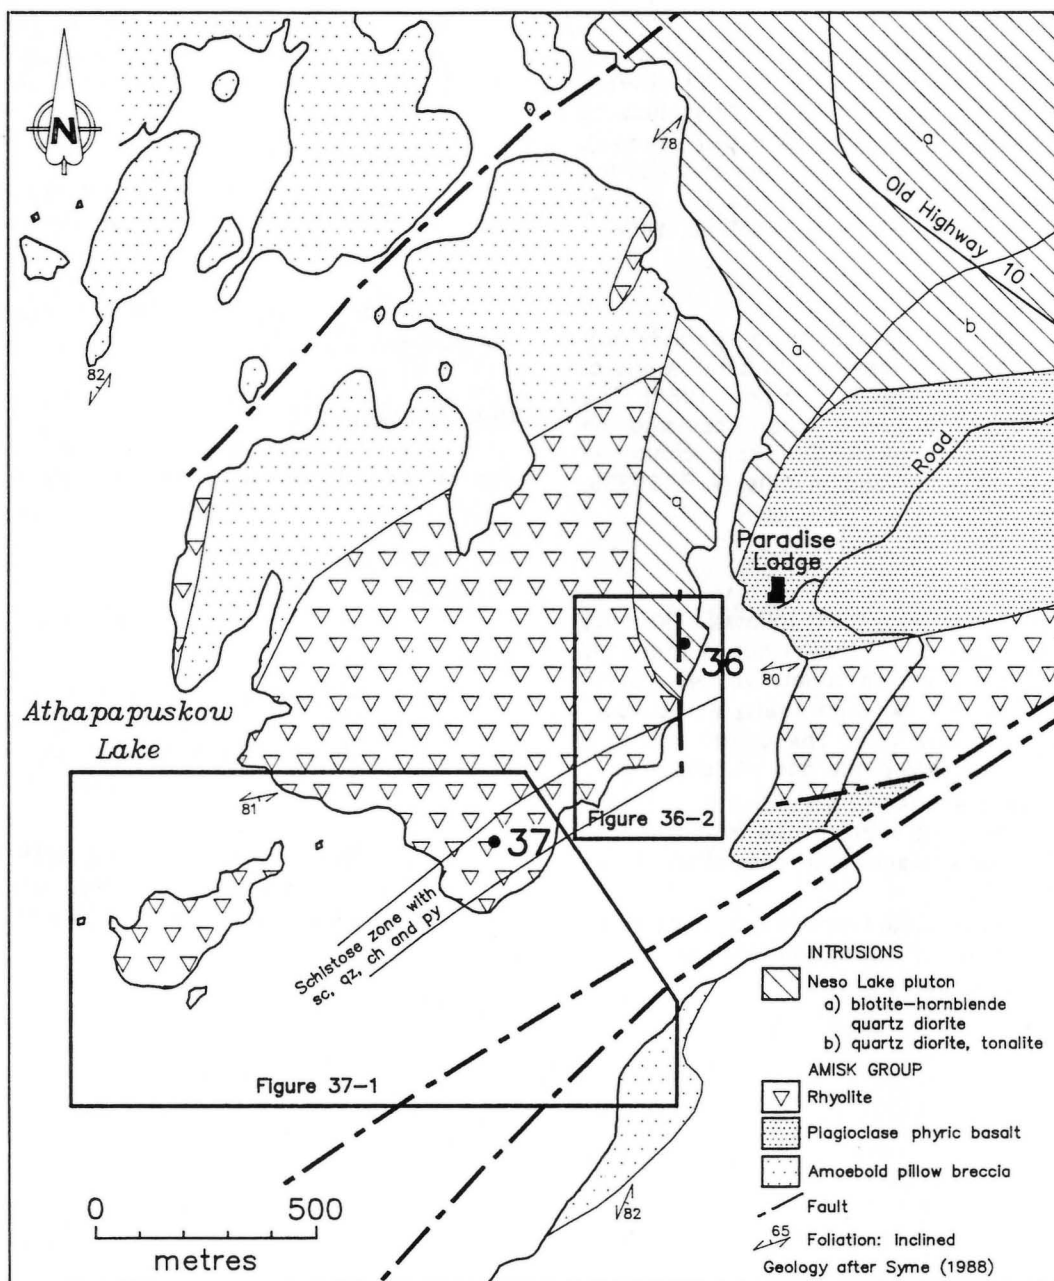 N
78
a
Old Highway 10
82
b
a
Road
a
Paradise
Lodge
36
80
Athapapuskow
Lake
81
Figure 36-2
37
Schistose zone with
sc, qz, ch and py
INTRUSIONS
Neso Lake pluton
a) biotite-hornblende
quartz diorite
b) quartz diorite, tonalite
AMISK GROUP
Figure 37-1
Rhyolite
Plagioclase phyric basalt
Amoeboid pillow breccia
Fault
0 500
metres
82
65
Foliation: Inclined
Geology after Syme (1988)